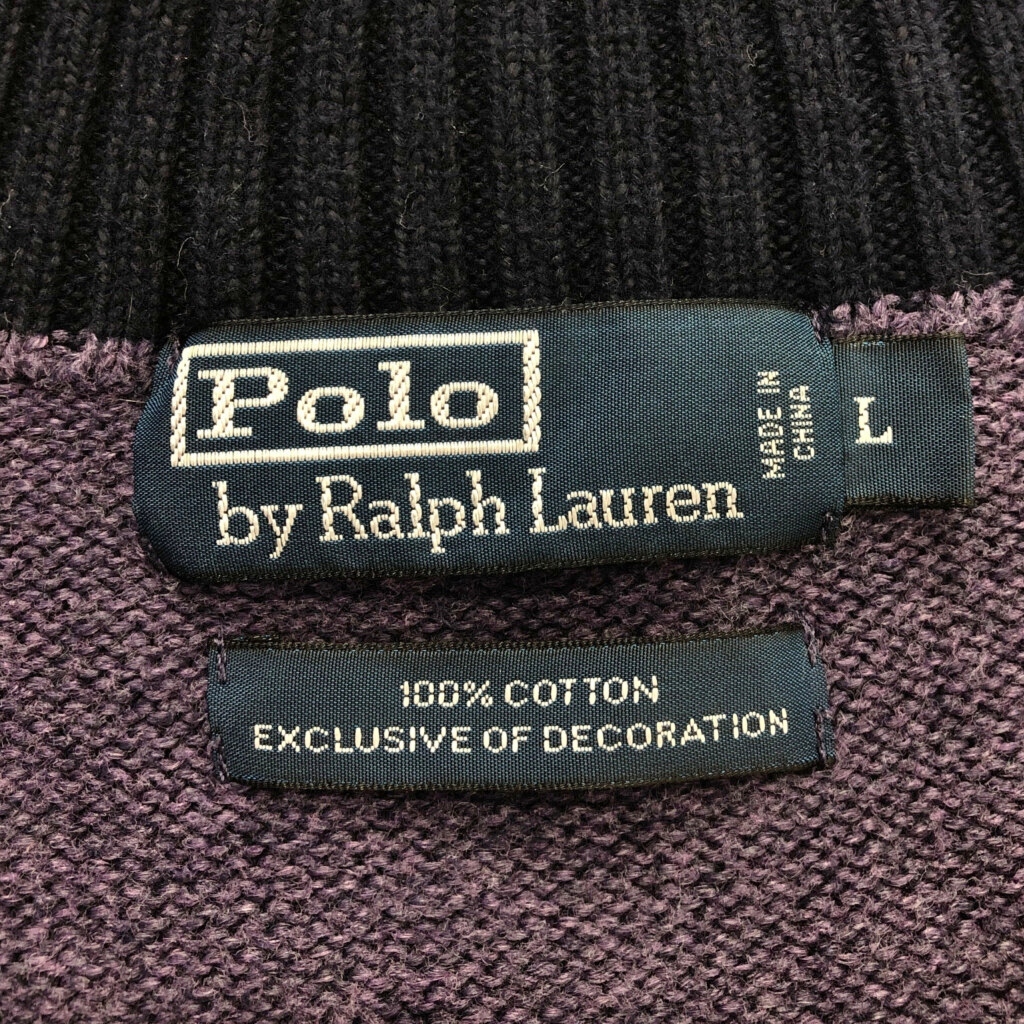 Polo
by Ralph Lauren
MADE IN
CHINA
L
100% COTTON
EXCLUSIVE OF DECORATION